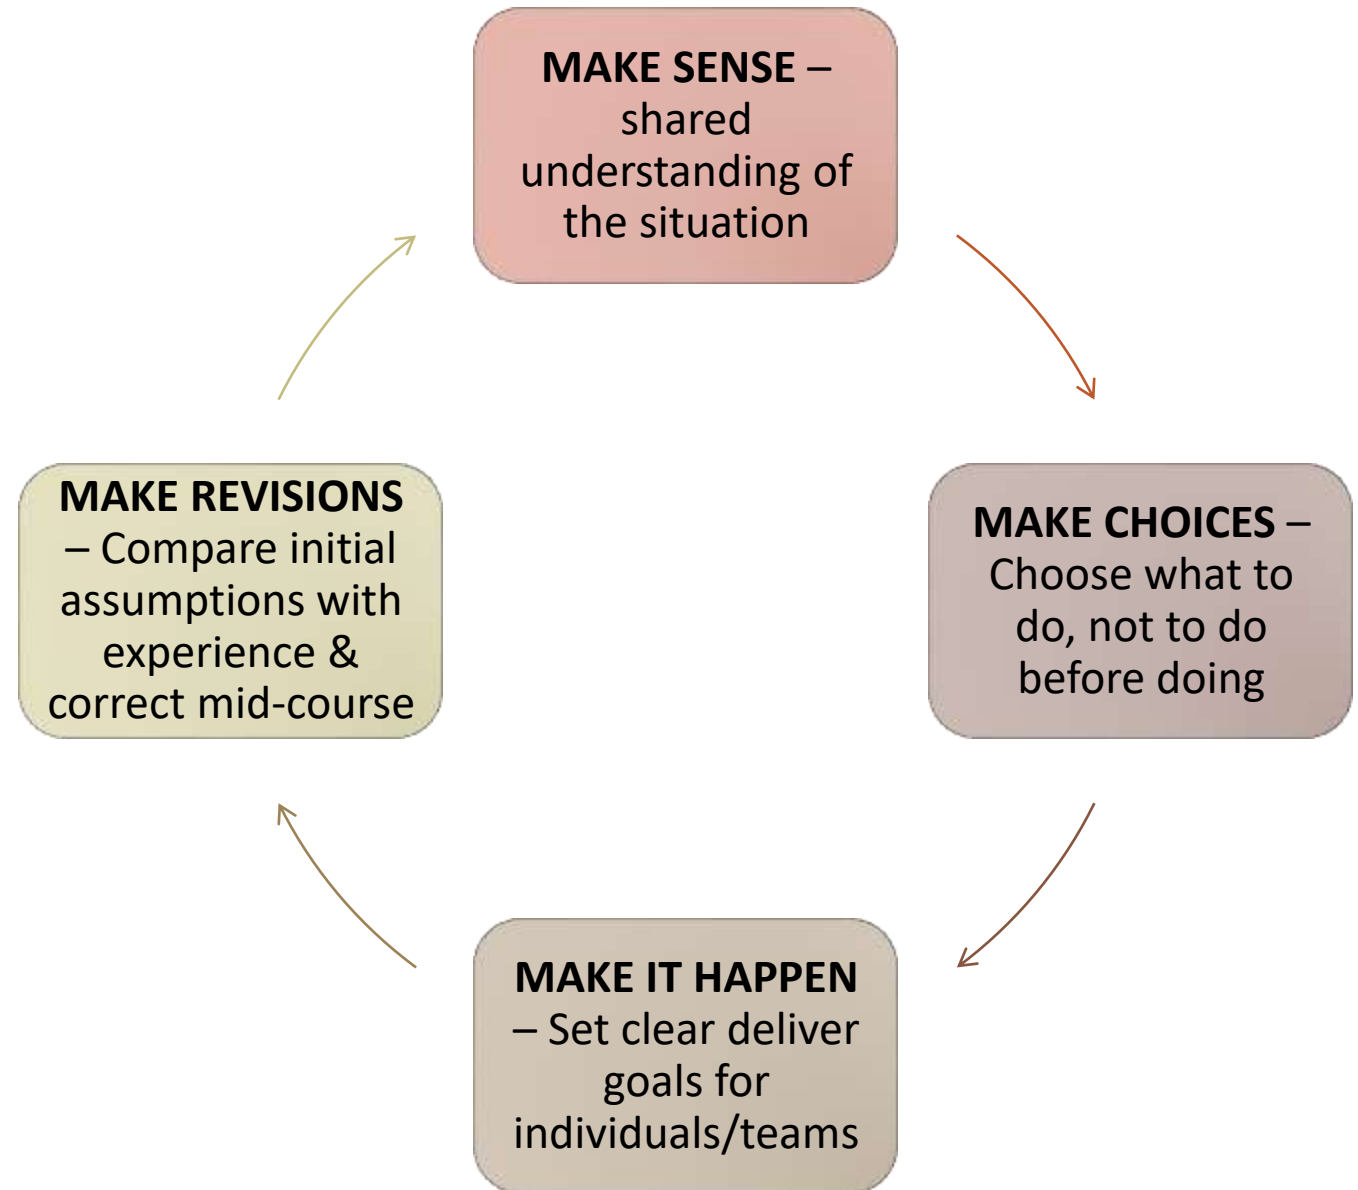 MAKE SENSE –
shared
understanding of
the situation
MAKE CHOICES –
Choose what to
do, not to do
before doing
MAKE IT HAPPEN
– Set clear deliver
goals for
individuals/teams
MAKE REVISIONS
– Compare initial
assumptions with
experience &
correct mid-course